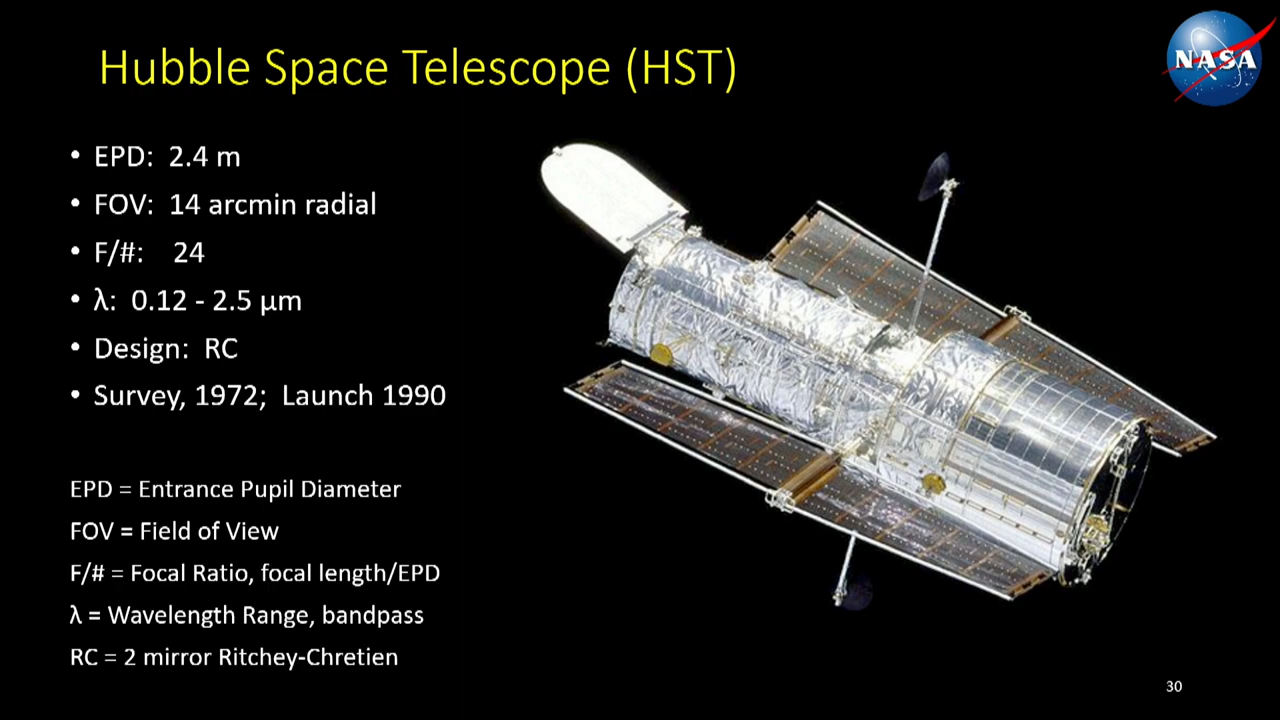 Hubble Space Telescope (HST)
NASA
• EPD: 2.4 m
• FOV: 14 arcmin radial
• F/#: 24
• λ: 0.12 - 2.5 µm
• Design: RC
• Survey, 1972; Launch 1990
EPD = Entrance Pupil Diameter
FOV = Field of View
F/# = Focal Ratio, focal length/EPD
λ = Wavelength Range, bandpass
RC = 2 mirror Ritchey-Chretien
30